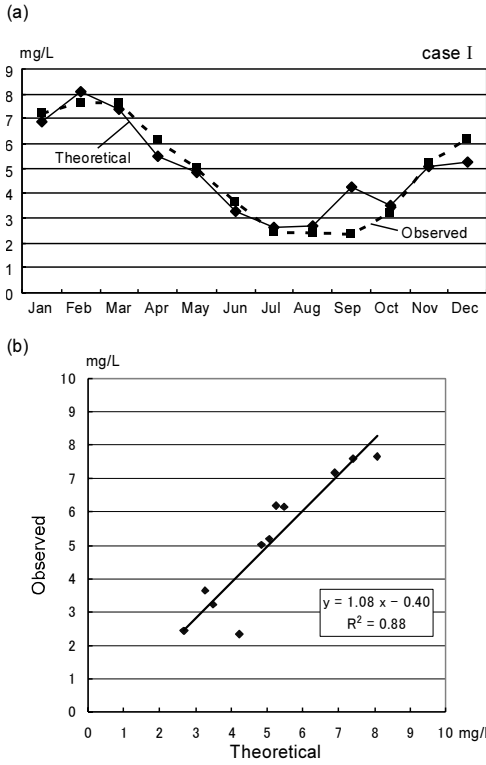 (a)
mg/L
case I
9
8
7
6
5
4
3
2
1
0
Theoretical
Observed
Jan Feb Mar Apr May Jun Jul Aug Sep Oct Nov Dec
(b)
mg/L
10
9
8
7
6
5
4
3
2
1
0
Observed
y = 1.08 x − 0.40
R² = 0.88
0 1 2 3 4 5 6 7 8 9 10 mg/l
Theoretical